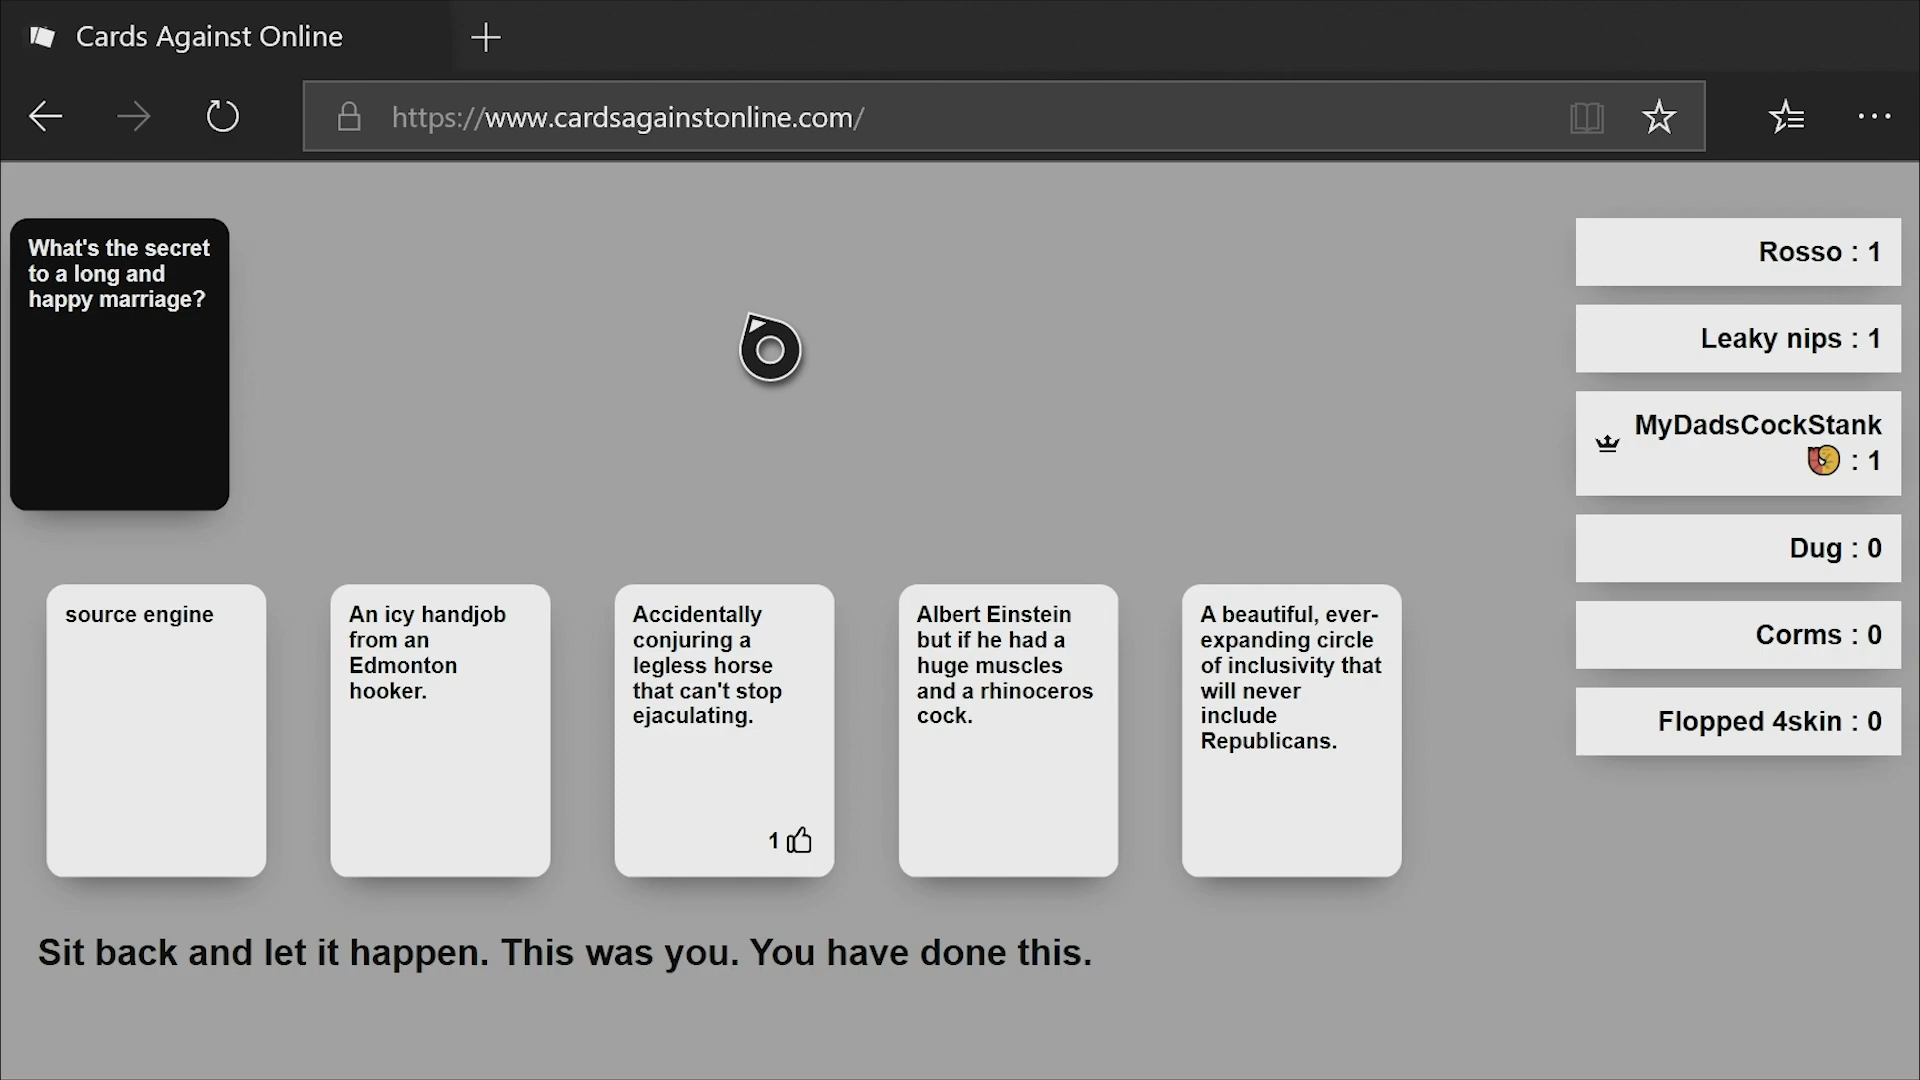 Cards Against Online
https://www.cardsagainstonline.com/
What's the secret
to a long and
happy marriage?
Rosso : 1
Leaky nips : 1
MyDadsCockStank
: 1
Dug : 0
Corms : 0
Flopped 4skin : 0
source engine
An icy handjob
from an
Edmonton
hooker.
Accidentally
conjuring a
legless horse
that can't stop
ejaculating.
1
Albert Einstein
but if he had a
huge muscles
and a rhinoceros
cock.
A beautiful, ever-
expanding circle
of inclusivity that
will never
include
Republicans.
Sit back and let it happen. This was you. You have done this.